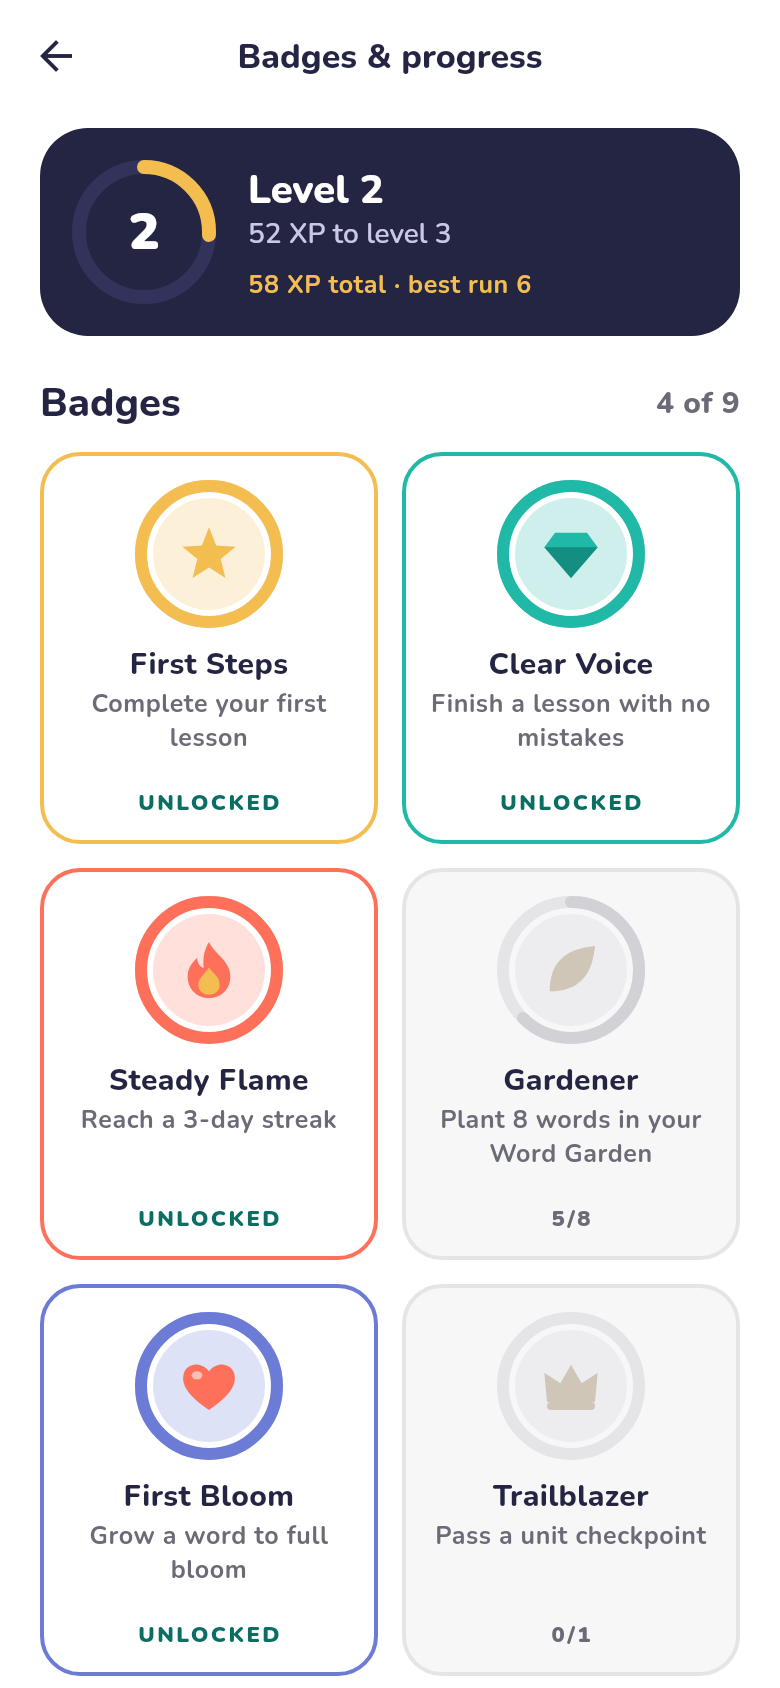 Badges & progress
2
Level 2
52 XP to level 3
58 XP total · best run 6
Badges
4 of 9
First Steps
Complete your first
lesson
UNLOCKED
Clear Voice
Finish a lesson with no
mistakes
UNLOCKED
Steady Flame
Reach a 3-day streak
UNLOCKED
Gardener
Plant 8 words in your
Word Garden
5/8
First Bloom
Grow a word to full
bloom
UNLOCKED
Trailblazer
Pass a unit checkpoint
0/1